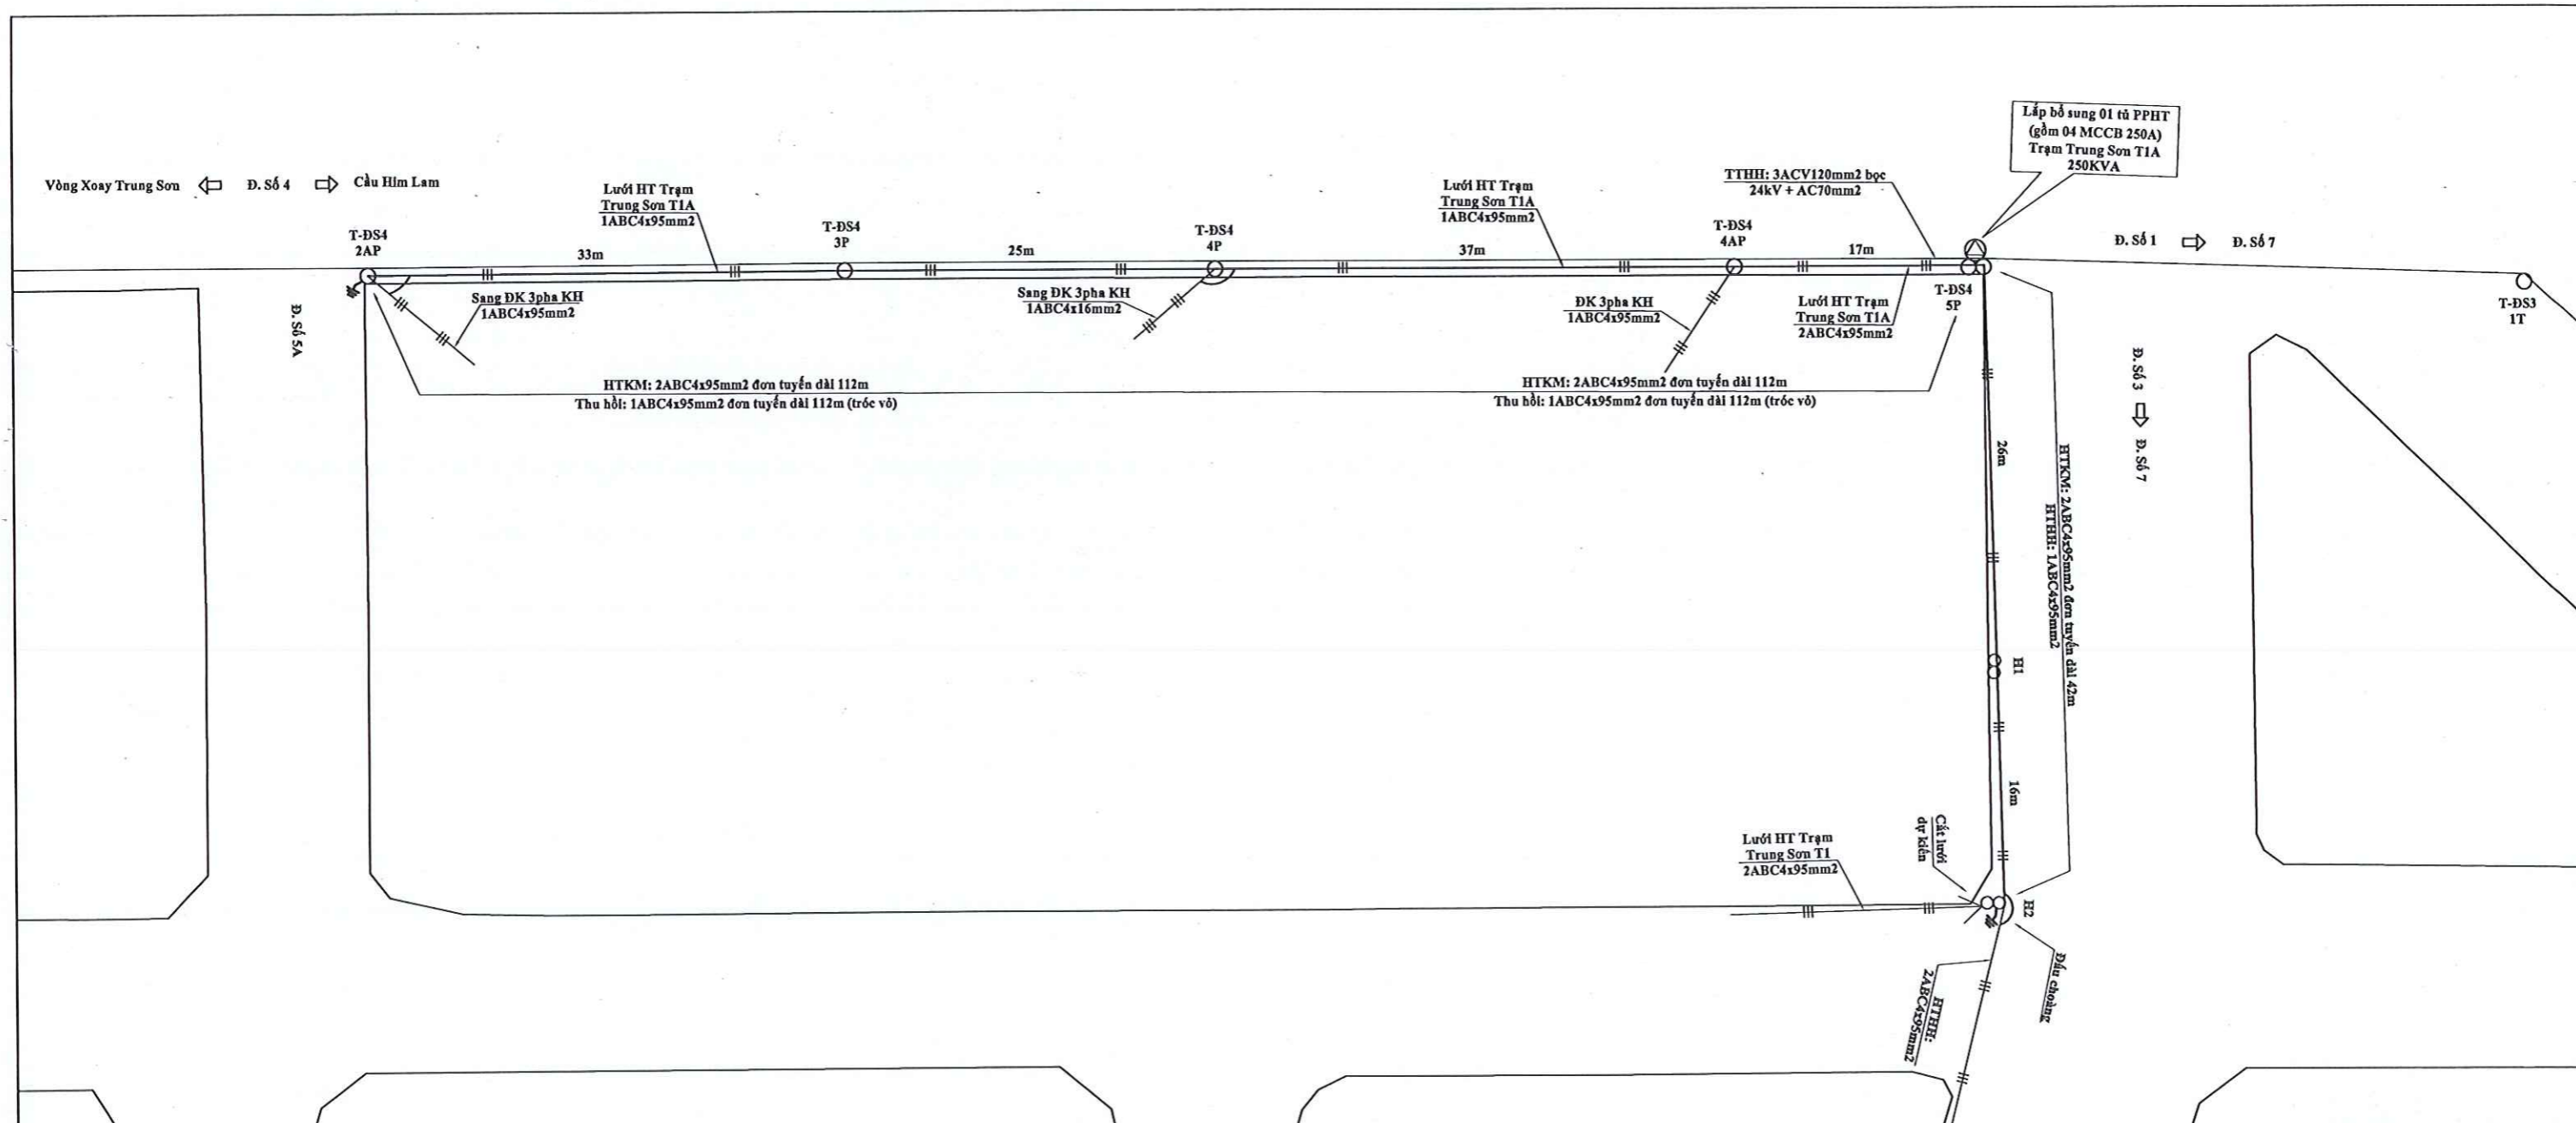 Lắp bổ sung 01 tủ PPHT
(gồm 04 MCCB 250A)
Trạm Trung Sơn T1A
250KVA
Vòng Xoay Trung Sơn
Đ. Số 4
Cầu Him Lam
Lưới HT Trạm
Trung Sơn T1A
1ABC4x95mm2
Lưới HT Trạm
Trung Sơn T1A
1ABC4x95mm2
TTHH: 3ACV120mm2 bọc
24kV + AC70mm2
T-ĐS4
2AP
33m
T-ĐS4
3P
25m
T-ĐS4
4P
37m
T-ĐS4
4AP
17m
Đ. Số 1
Đ. Số 7
T-ĐS4
5P
T-ĐS3
1T
Đ. Số 5A
Sang ĐK 3pha KH
1ABC4x95mm2
Sang ĐK 3pha KH
1ABC4x16mm2
ĐK 3pha KH
1ABC4x95mm2
Lưới HT Trạm
Trung Sơn T1A
2ABC4x95mm2
HTKM: 2ABC4x95mm2 đơn tuyến dài 112m
Thu hồi: 1ABC4x95mm2 đơn tuyến dài 112m (tróc vỏ)
HTKM: 2ABC4x95mm2 đơn tuyến dài 112m
Thu hồi: 1ABC4x95mm2 đơn tuyến dài 112m (tróc vỏ)
Đ. Số 3
Đ. Số 7
26m
HTKM: 2ABC4x95mm2 đơn tuyến dài 42m
HTHH: 1ABC4x95mm2
H1
16m
Cắt lưới
dự kiến
Lưới HT Trạm
Trung Sơn T1
2ABC4x95mm2
H2
Đấu choàng
HTHH:
2ABC4x95mm2